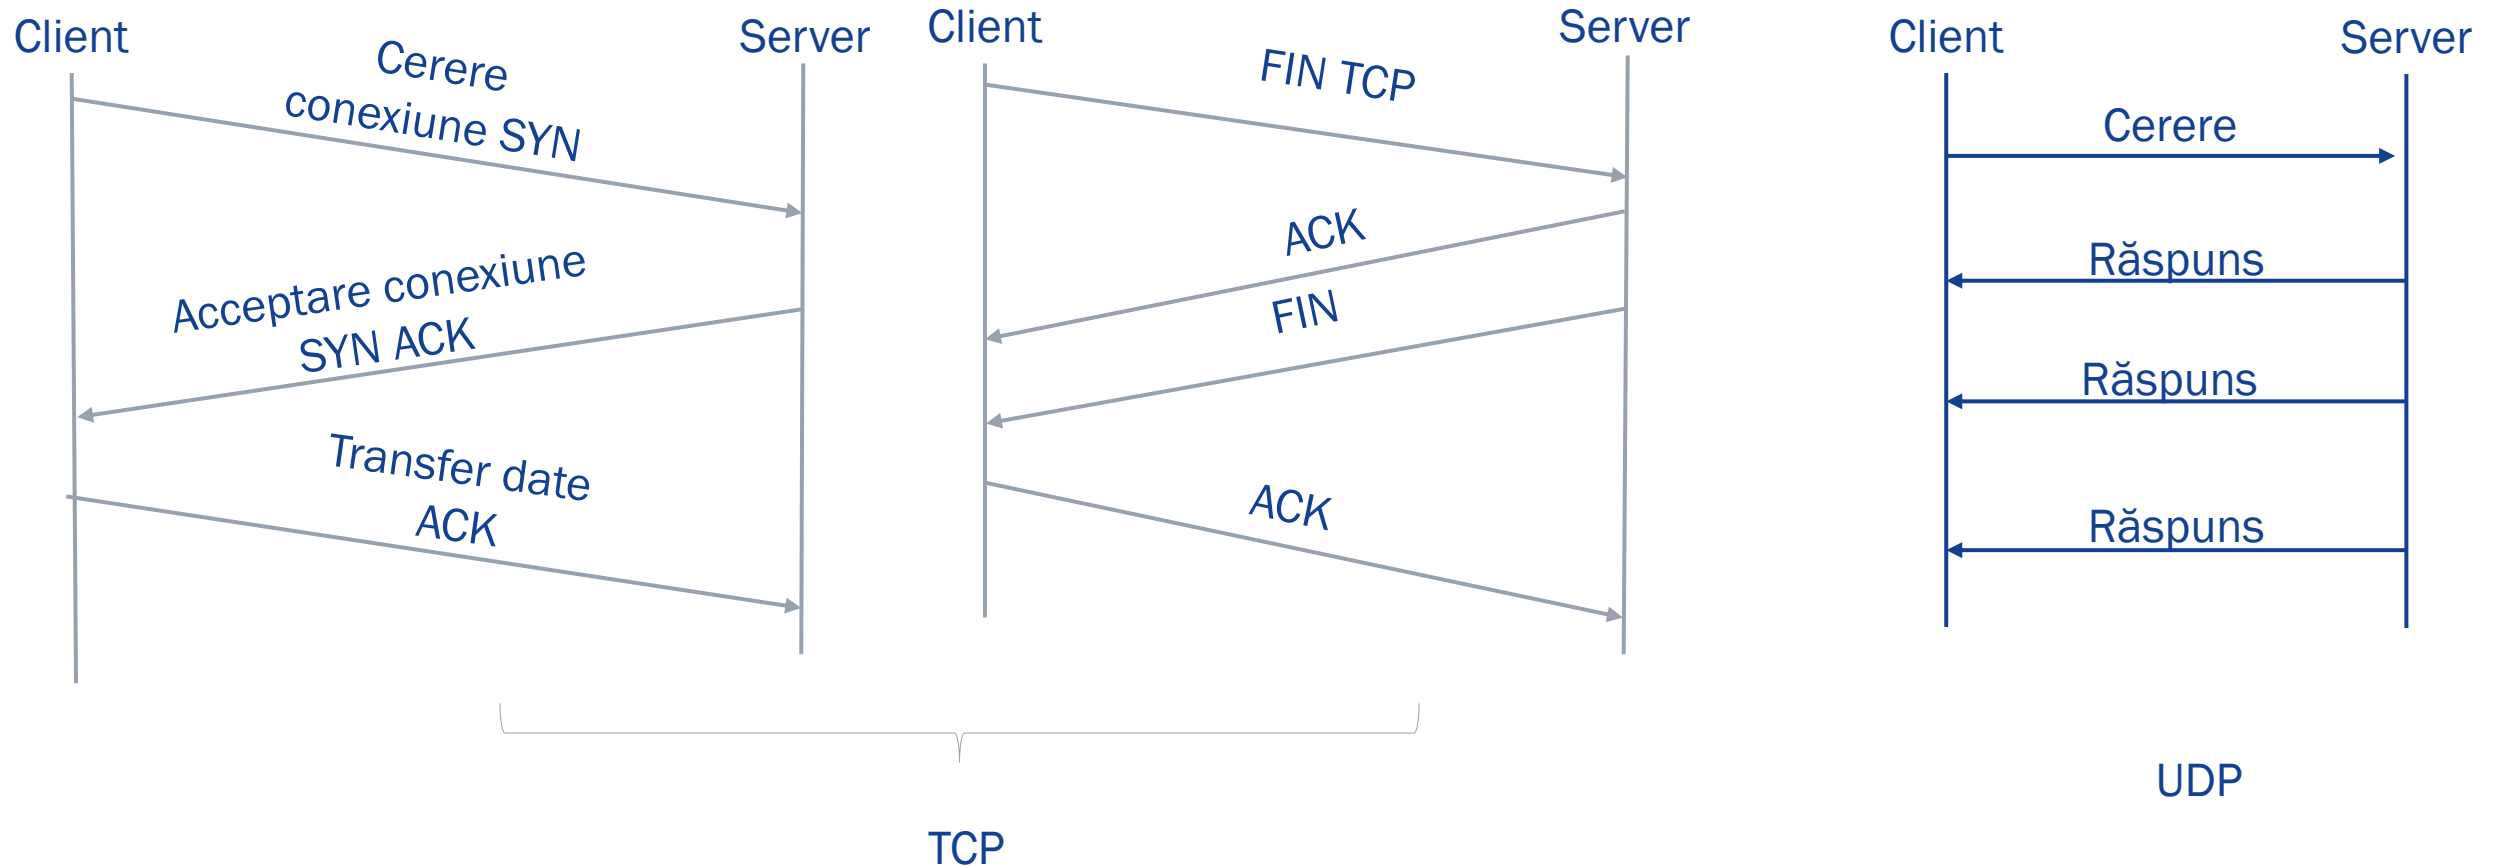 Client
Server
Cerere
conexiune SYN
Acceptare conexiune
SYN ACK
Transfer date
ACK
Client
Server
FIN TCP
ACK
FIN
ACK
TCP
Client
Server
Cerere
Răspuns
Răspuns
Răspuns
UDP